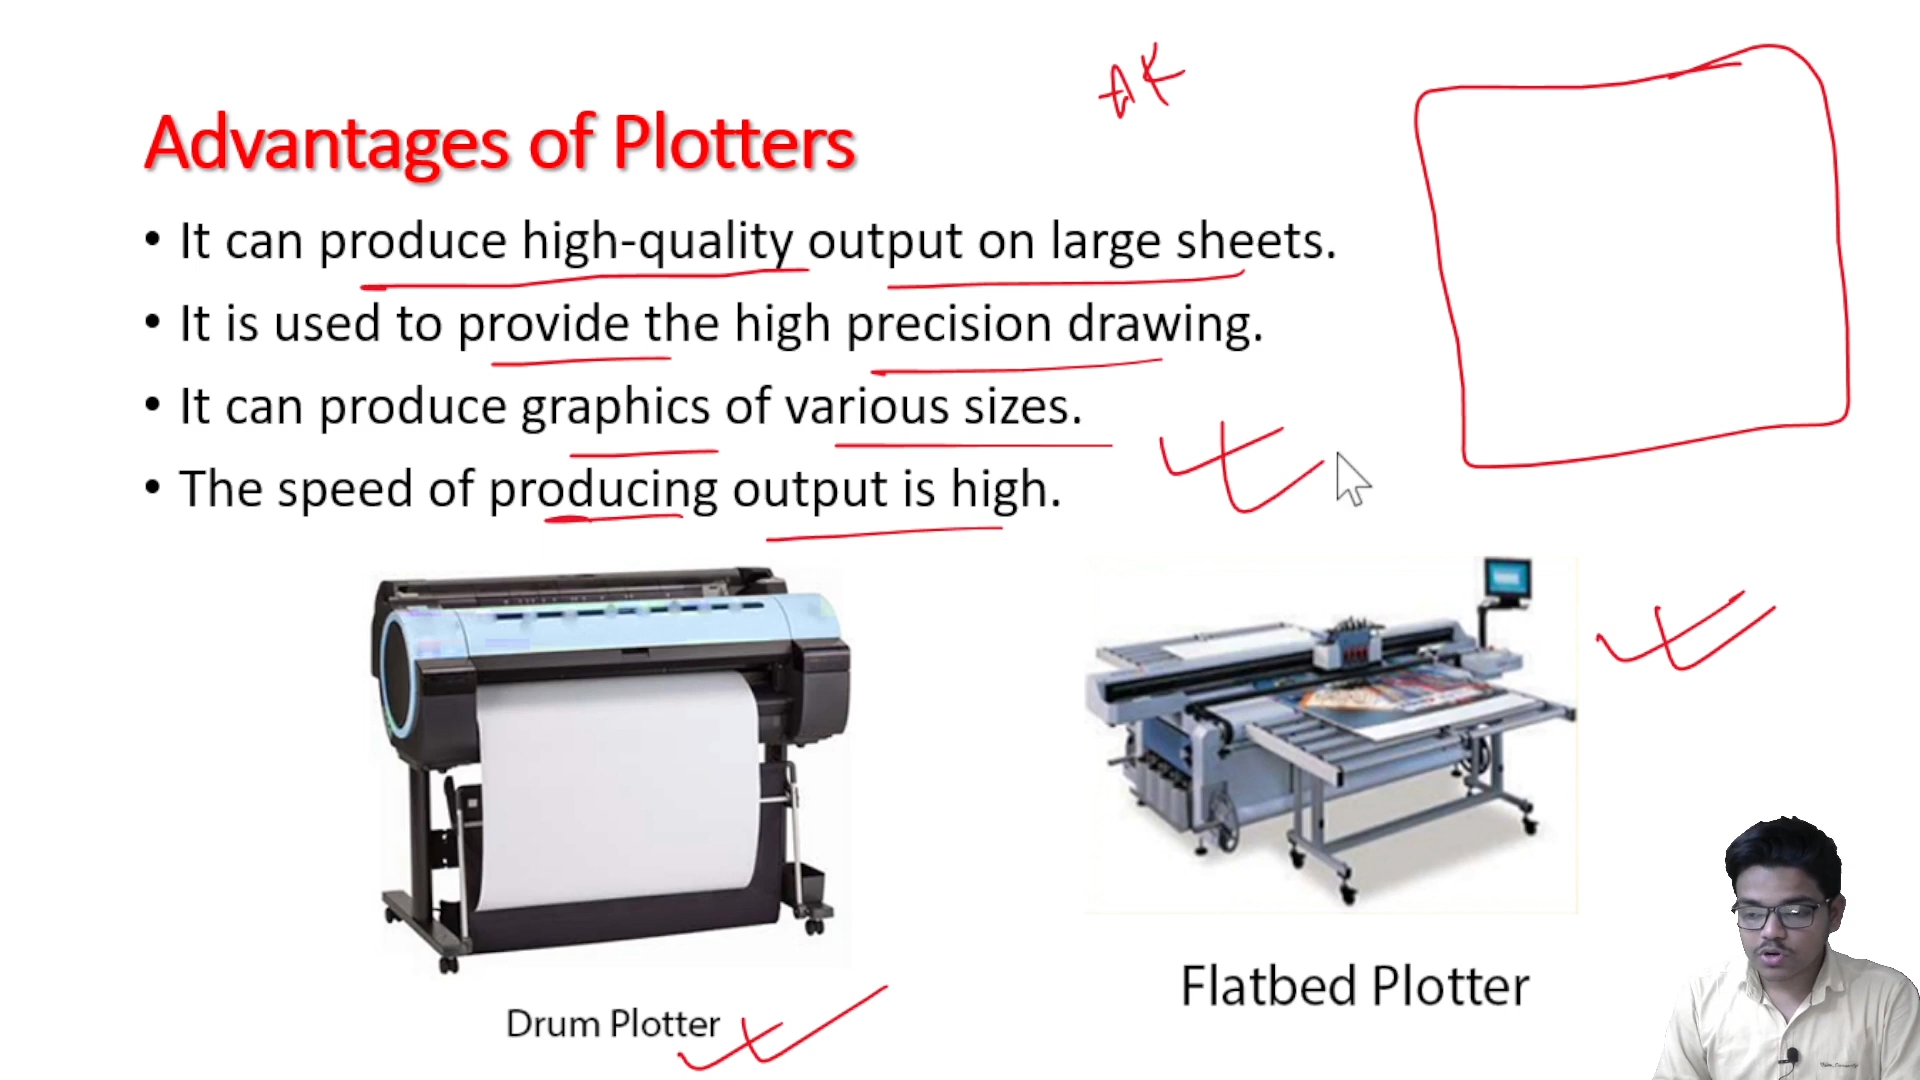 Advantages of Plotters
• It can produce high-quality output on large sheets.
• It is used to provide the high precision drawing.
• It can produce graphics of various sizes.
• The speed of producing output is high.
Drum Plotter
Flatbed Plotter